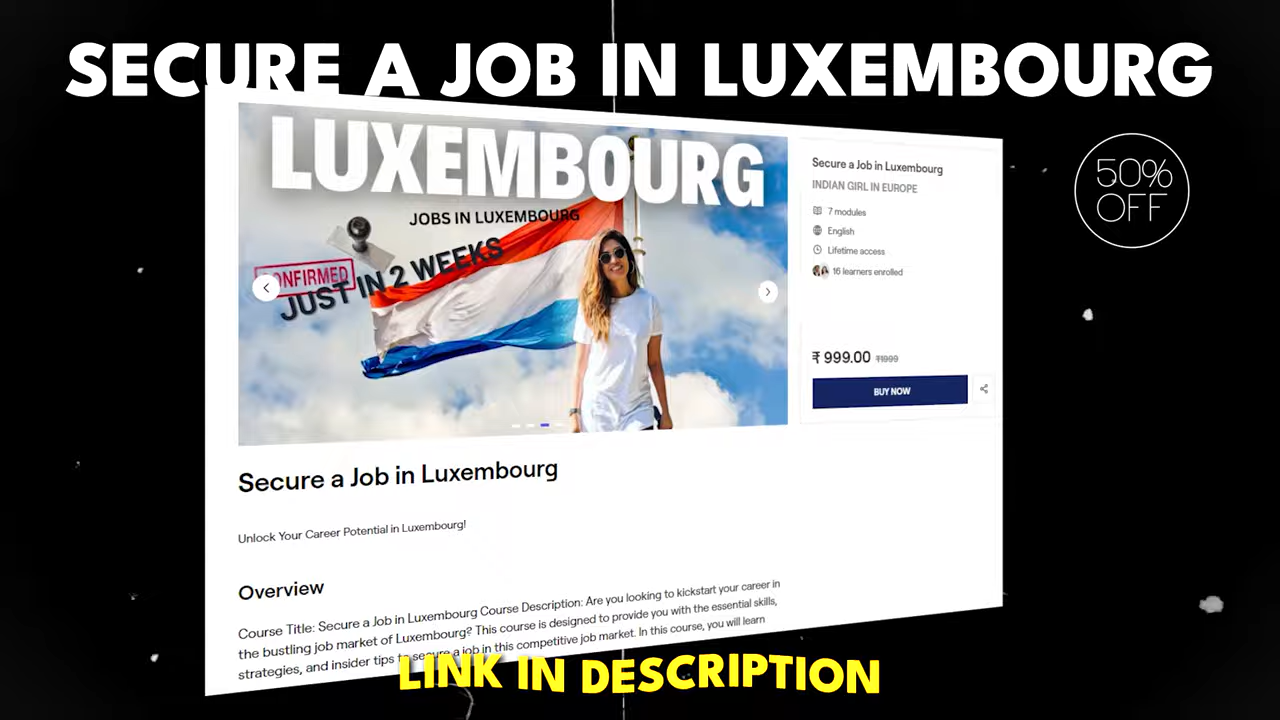 SECURE A JOB IN LUXEMBOURG
50%
OFF
LUXEMBOURG
JOBS IN LUXEMBOURG
CONFIRMED
JUST IN 2 WEEKS
Secure a Job in Luxembourg
INDIAN GIRL IN EUROPE
7 modules
English
Lifetime access
16 learners enrolled
₹ 999.00 ₹1999
BUY NOW
Secure a Job in Luxembourg
Unlock Your Career Potential in Luxembourg!
Overview
Course Title: Secure a Job in Luxembourg Course Description: Are you looking to kickstart your career in
the bustling job market of Luxembourg? This course is designed to provide you with the essential skills,
strategies, and insider tips to secure a job in this competitive job market. In this course, you will learn
LINK IN DESCRIPTION